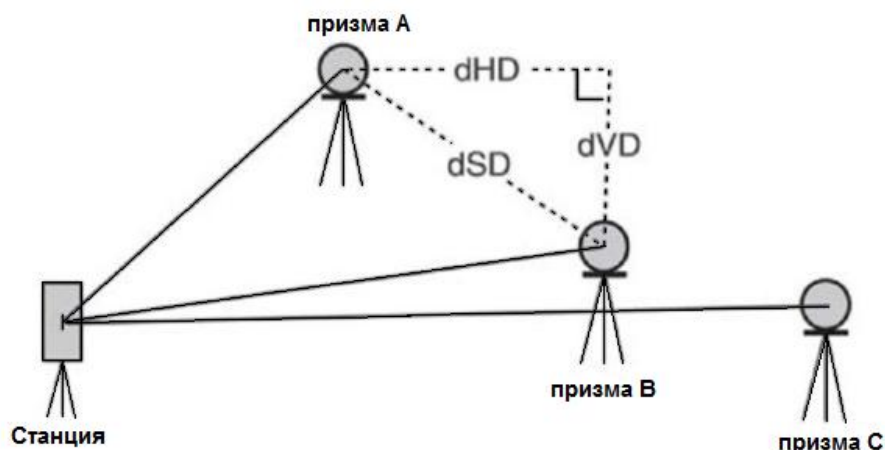 призма А
dHD
dSD
dVD
призма В
Станция
призма С